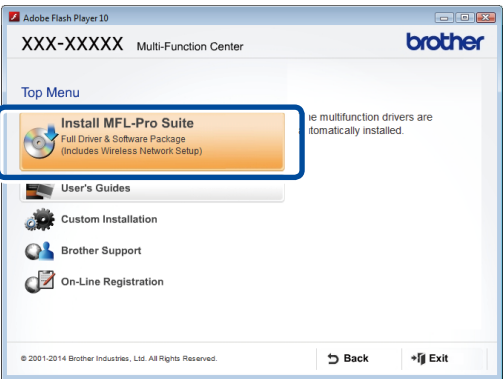 Adobe Flash Player 10
XXX-XXXXX Multi-Function Center
brother
Top Menu
Install MFL-Pro Suite
Full Driver & Software Package
(Includes Wireless Network Setup)
multifunction drivers are
installed.
User's Guides
Custom Installation
Brother Support
On-Line Registration
© 2001-2014 Brother Industries, Ltd. All Rights Reserved.
Back
Exit